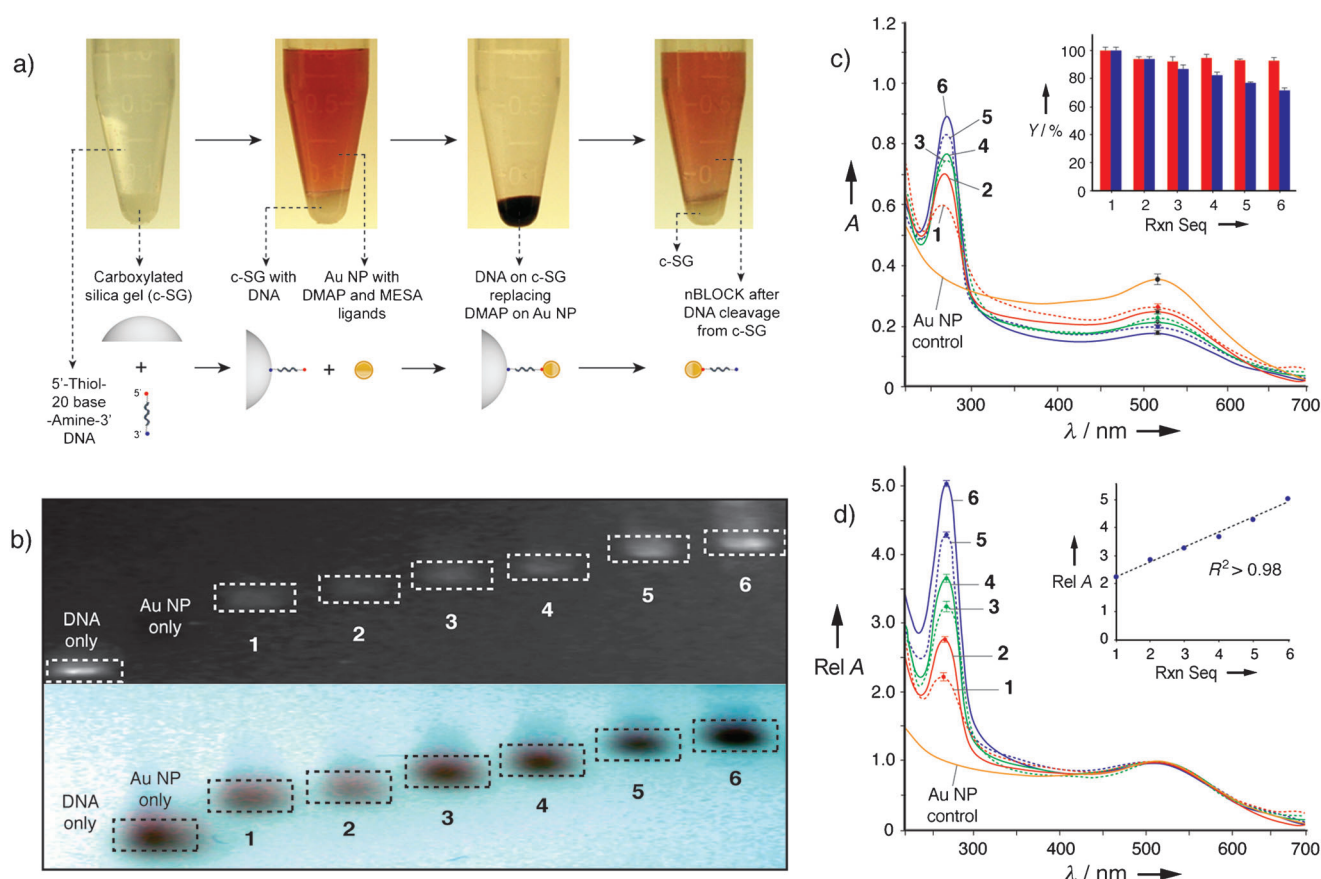 a)
Carboxylated
silica gel (c-SG)
+
5'-Thiol-
20 base
-Amine-3'
DNA
5'
3'
c-SG with
DNA
Au NP with
DMAP and MESA
ligands
+
DNA on c-SG
replacing
DMAP on Au NP
c-SG
nBLOCK after
DNA cleavage
from c-SG
b)
DNA
only
Au NP
only
1
2
3
4
5
6
DNA
only
Au NP
only
1
2
3
4
5
6
c)
1.2
1.0
0.8
0.6
0.4
0.2
0
A
300
400
500
600
700
λ / nm
6
5
4
3
2
1
Au NP
control
100
80
60
40
20
0
Y / %
1 2 3 4 5 6
Rxn Seq
d)
5.0
4.0
3.0
2.0
1.0
0
Rel A
300
400
500
600
700
λ / nm
6
5
4
3
2
1
Au NP
control
5
4
3
2
1
0
Rel A
R² > 0.98
1 2 3 4 5 6
Rxn Seq